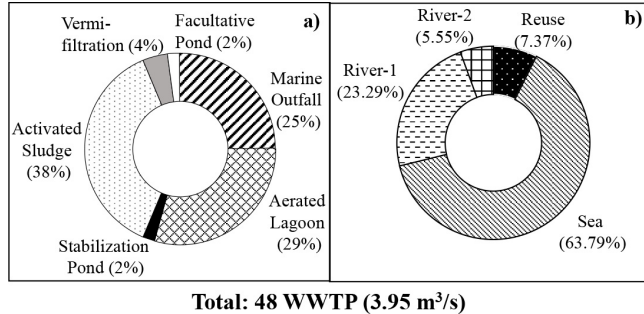 Vermi-
filtration (4%)
Facultative
Pond (2%)
a)
Marine
Outfall
(25%)
Activated
Sludge
(38%)
Aerated
Lagoon
(29%)
Stabilization
Pond (2%)
b)
River-2
(5.55%)
Reuse
(7.37%)
River-1
(23.29%)
Sea
(63.79%)
Total: 48 WWTP (3.95 m³/s)